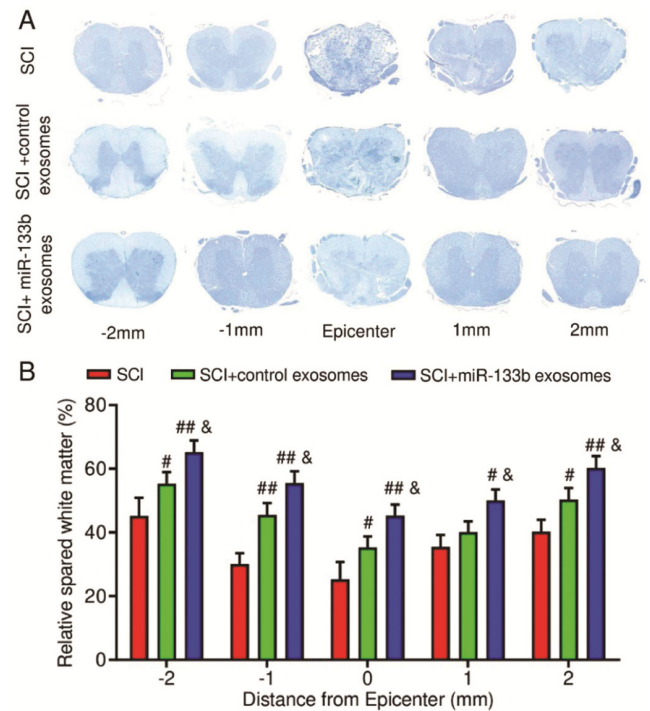 A
SCI
SCI +control
exosomes
SCI+ miR-133b
exosomes
-2mm -1mm Epicenter 1mm 2mm
B
SCI SCI+control exosomes SCI+miR-133b exosomes
Relative spared white matter (%)
80
60
40
20
0
# ## &
## ## &
# ## &
# &
# ## &
-2 -1 0 1 2
Distance from Epicenter (mm)